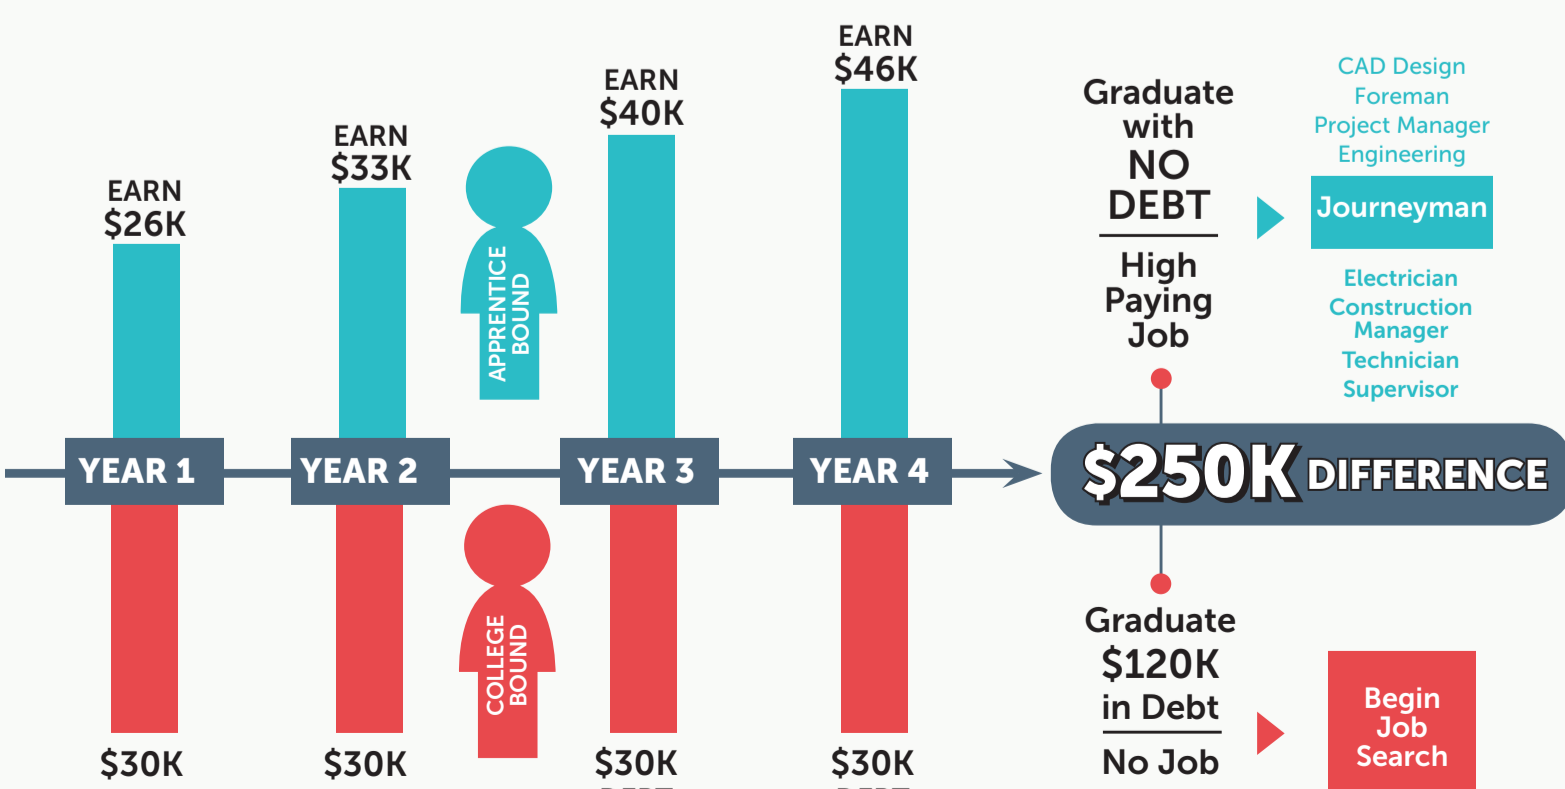 EARN
$26K
EARN
$33K
EARN
$40K
EARN
$46K
APPRENTICE
BOUND
YEAR 1
YEAR 2
YEAR 3
YEAR 4
COLLEGE
BOUND
$30K
$30K
$30K
DEBT
$30K
DEBT
Graduate
with
NO
DEBT
High
Paying
Job
CAD Design
Foreman
Project Manager
Engineering
Journeyman
Electrician
Construction
Manager
Technician
Supervisor
$250K DIFFERENCE
Graduate
$120K
in Debt
No Job
Begin
Job
Search